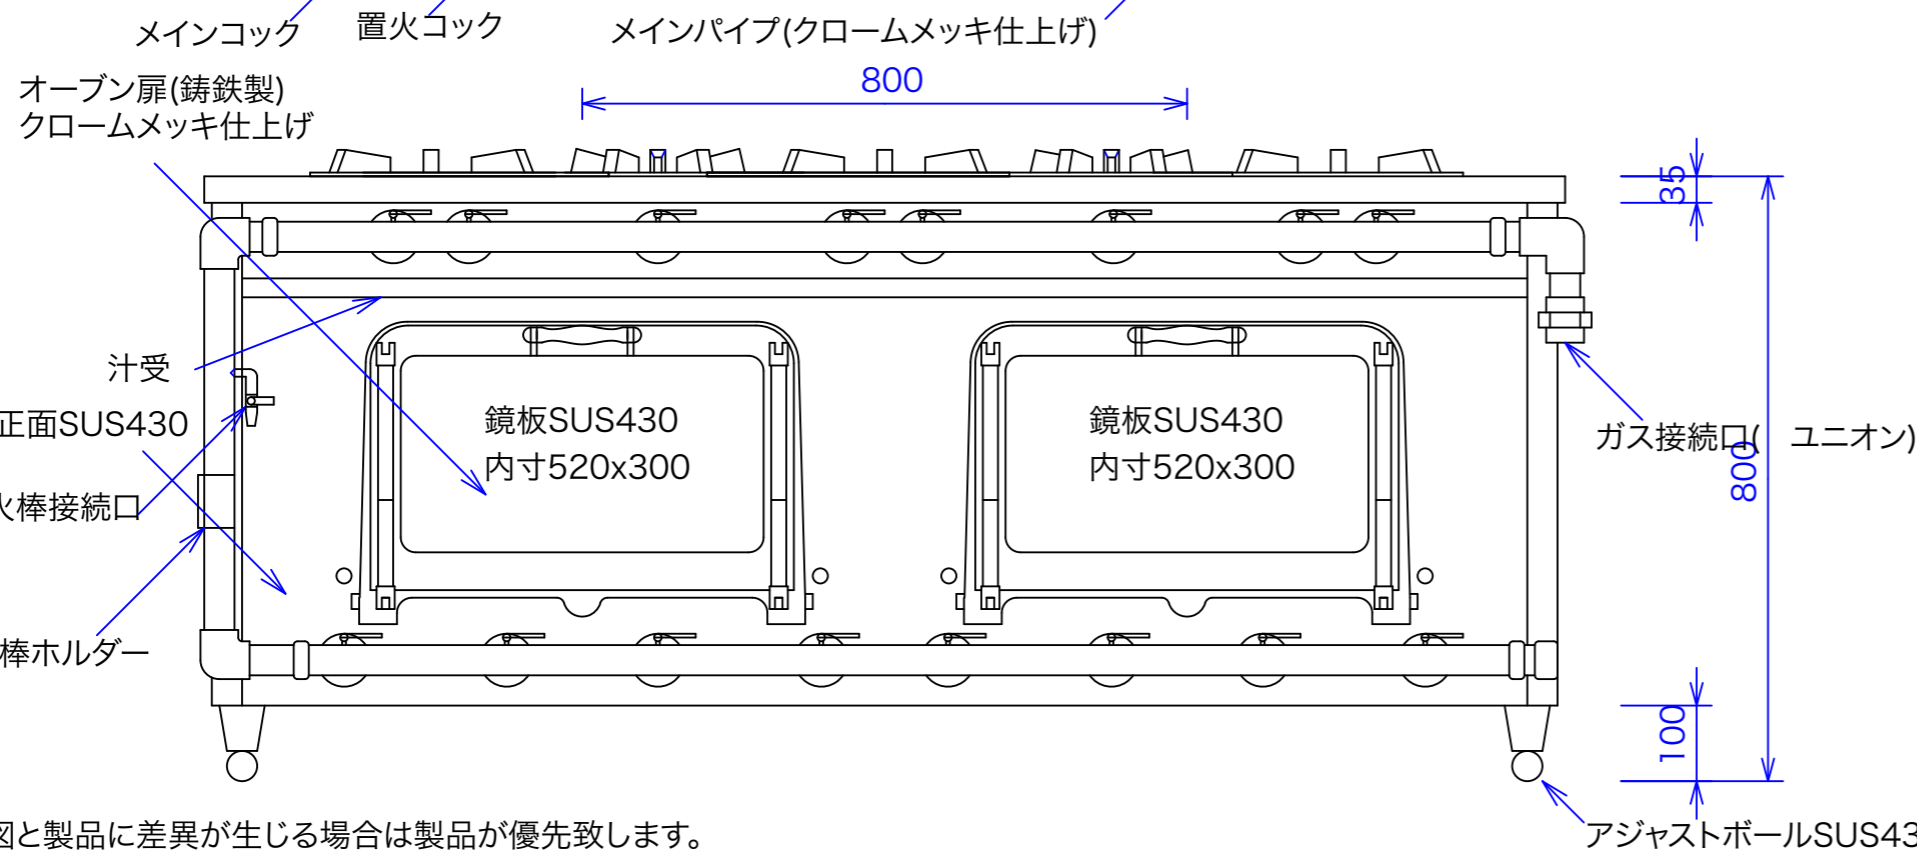 メインコック
置火コック
メインパイプ(クロームメッキ仕上げ)
オーブン扉(鋳鉄製)
クロームメッキ仕上げ
800
35
汁受
正面SUS430
鏡板SUS430
内寸520x300
鏡板SUS430
内寸520x300
ガス接続口( ユニオン)
800
火棒接続口
棒ホルダー
100
図と製品に差異が生じる場合は製品が優先致します。
アジャストボールSUS43